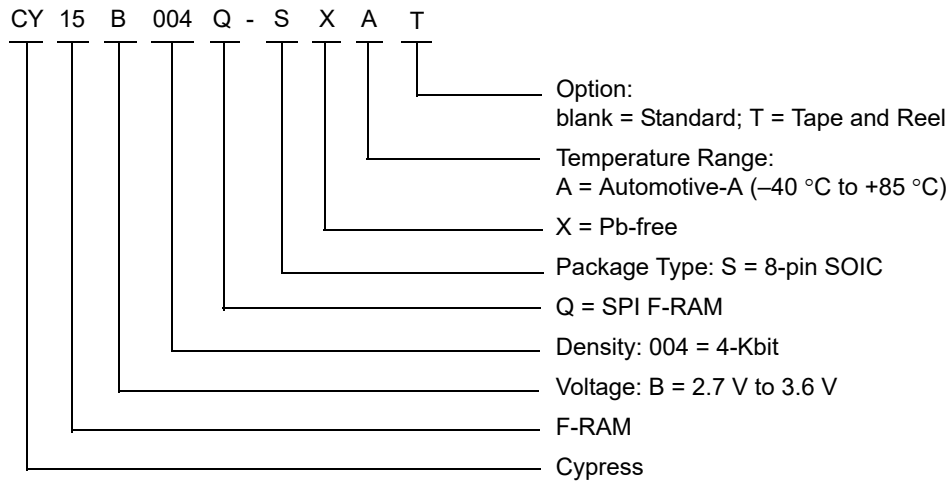 CY 15 B 004 Q - S X A T
Option:
blank = Standard; T = Tape and Reel
Temperature Range:
A = Automotive-A (–40 °C to +85 °C)
X = Pb-free
Package Type: S = 8-pin SOIC
Q = SPI F-RAM
Density: 004 = 4-Kbit
Voltage: B = 2.7 V to 3.6 V
F-RAM
Cypress